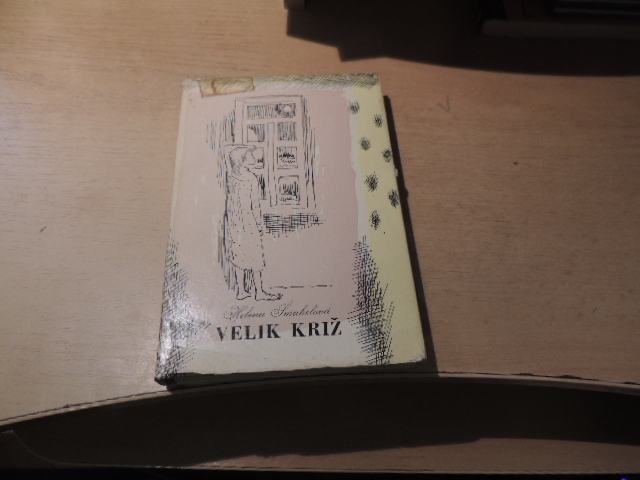 Helena Šmahelová
VELIK KRIŽ